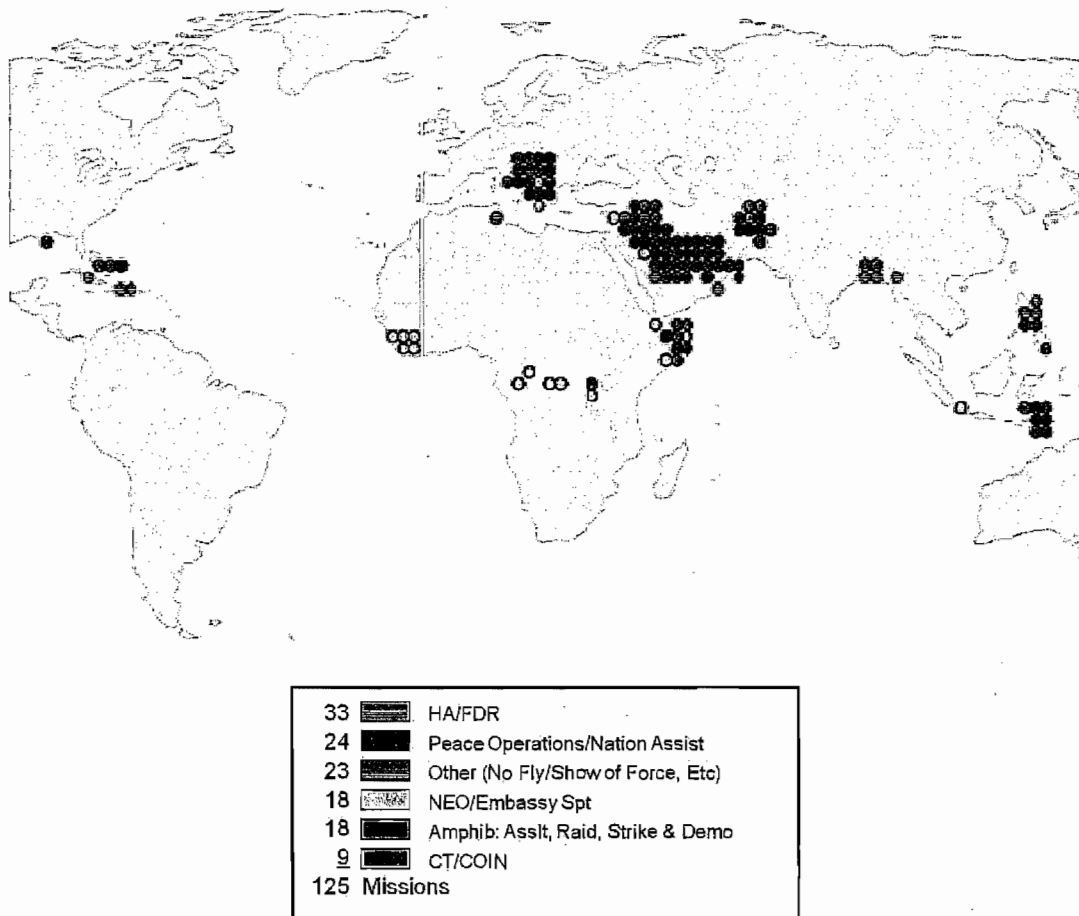 33 HA/FDR
24 Peace Operations/Nation Assist
23 Other (No Fly/Show of Force, Etc)
18 NEO/Embassy Spt
18 Amphib: Asslt, Raid, Strike & Demo
9 CT/COIN
125 Missions